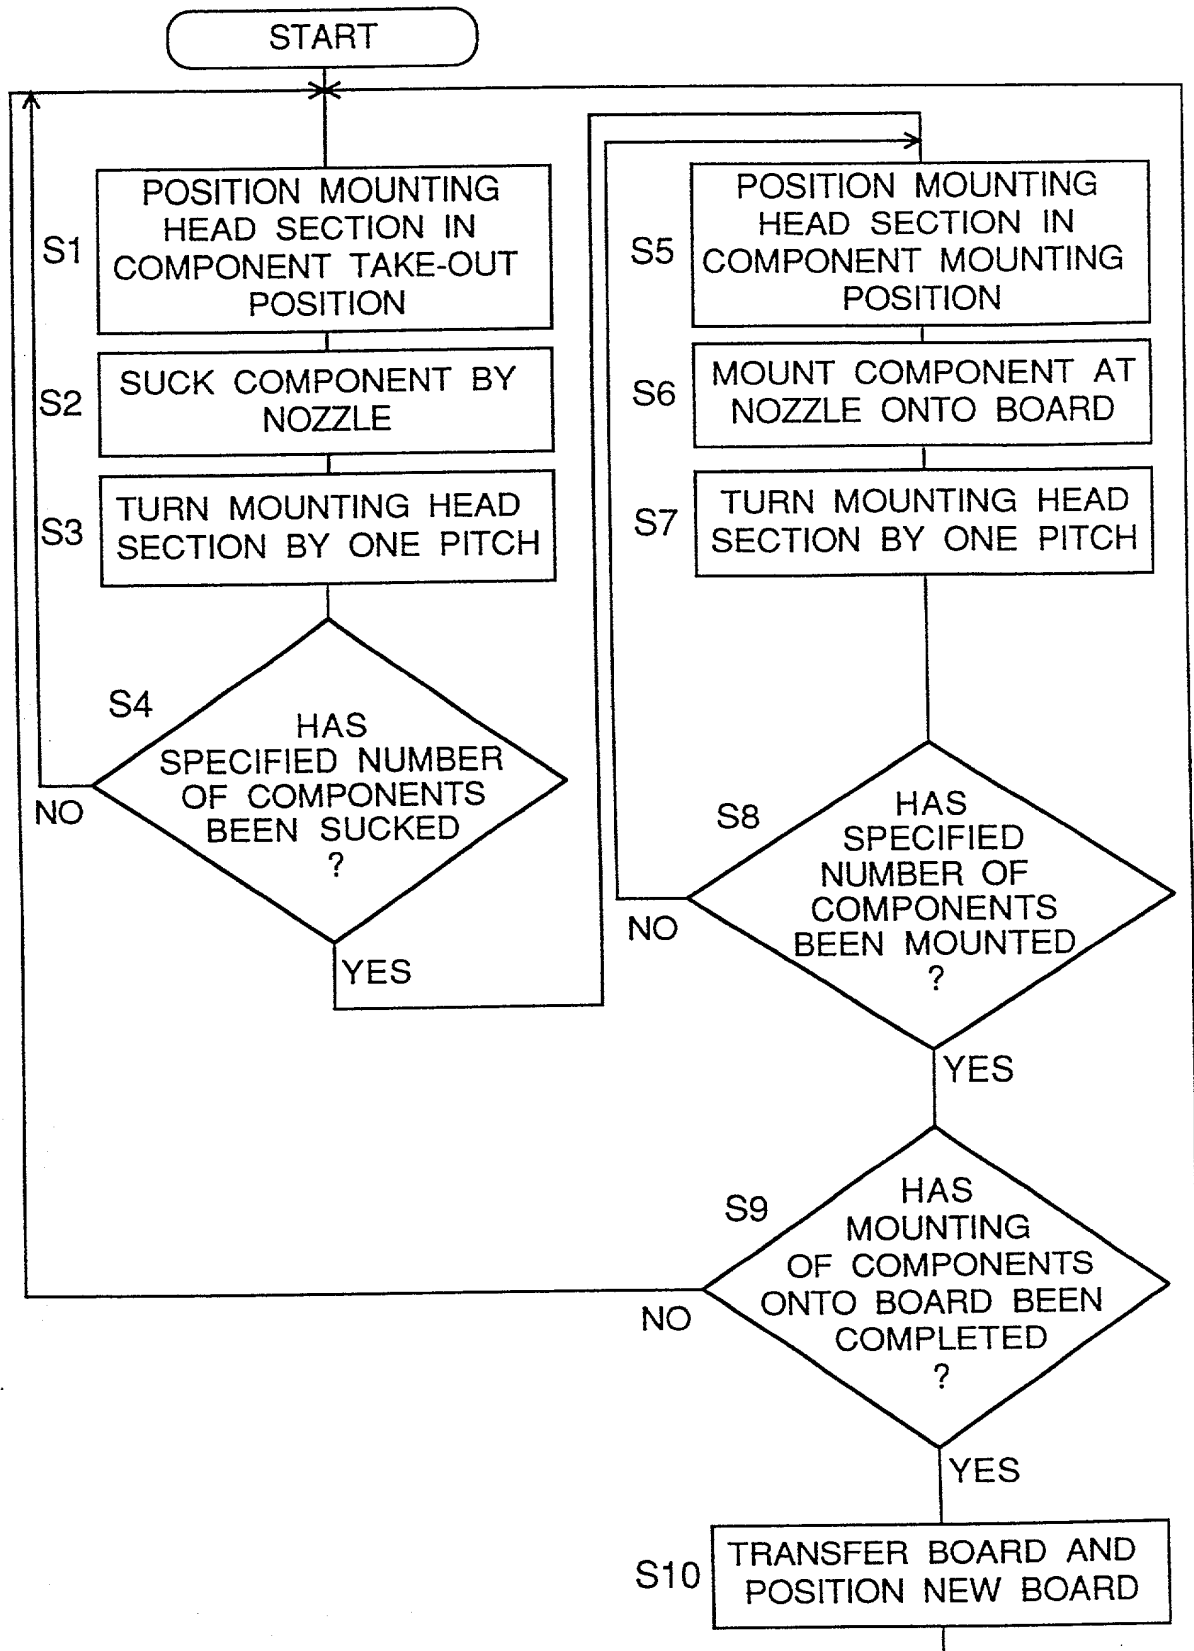 START
S1
POSITION MOUNTING
HEAD SECTION IN
COMPONENT TAKE-OUT
POSITION
S2
SUCK COMPONENT BY
NOZZLE
S3
TURN MOUNTING HEAD
SECTION BY ONE PITCH
S4
HAS
SPECIFIED NUMBER
OF COMPONENTS
BEEN SUCKED
?
NO
YES
S5
POSITION MOUNTING
HEAD SECTION IN
COMPONENT MOUNTING
POSITION
S6
MOUNT COMPONENT AT
NOZZLE ONTO BOARD
S7
TURN MOUNTING HEAD
SECTION BY ONE PITCH
S8
HAS
SPECIFIED
NUMBER OF
COMPONENTS
BEEN MOUNTED
?
NO
YES
S9
HAS
MOUNTING
OF COMPONENTS
ONTO BOARD BEEN
COMPLETED
?
NO
YES
S10
TRANSFER BOARD AND
POSITION NEW BOARD